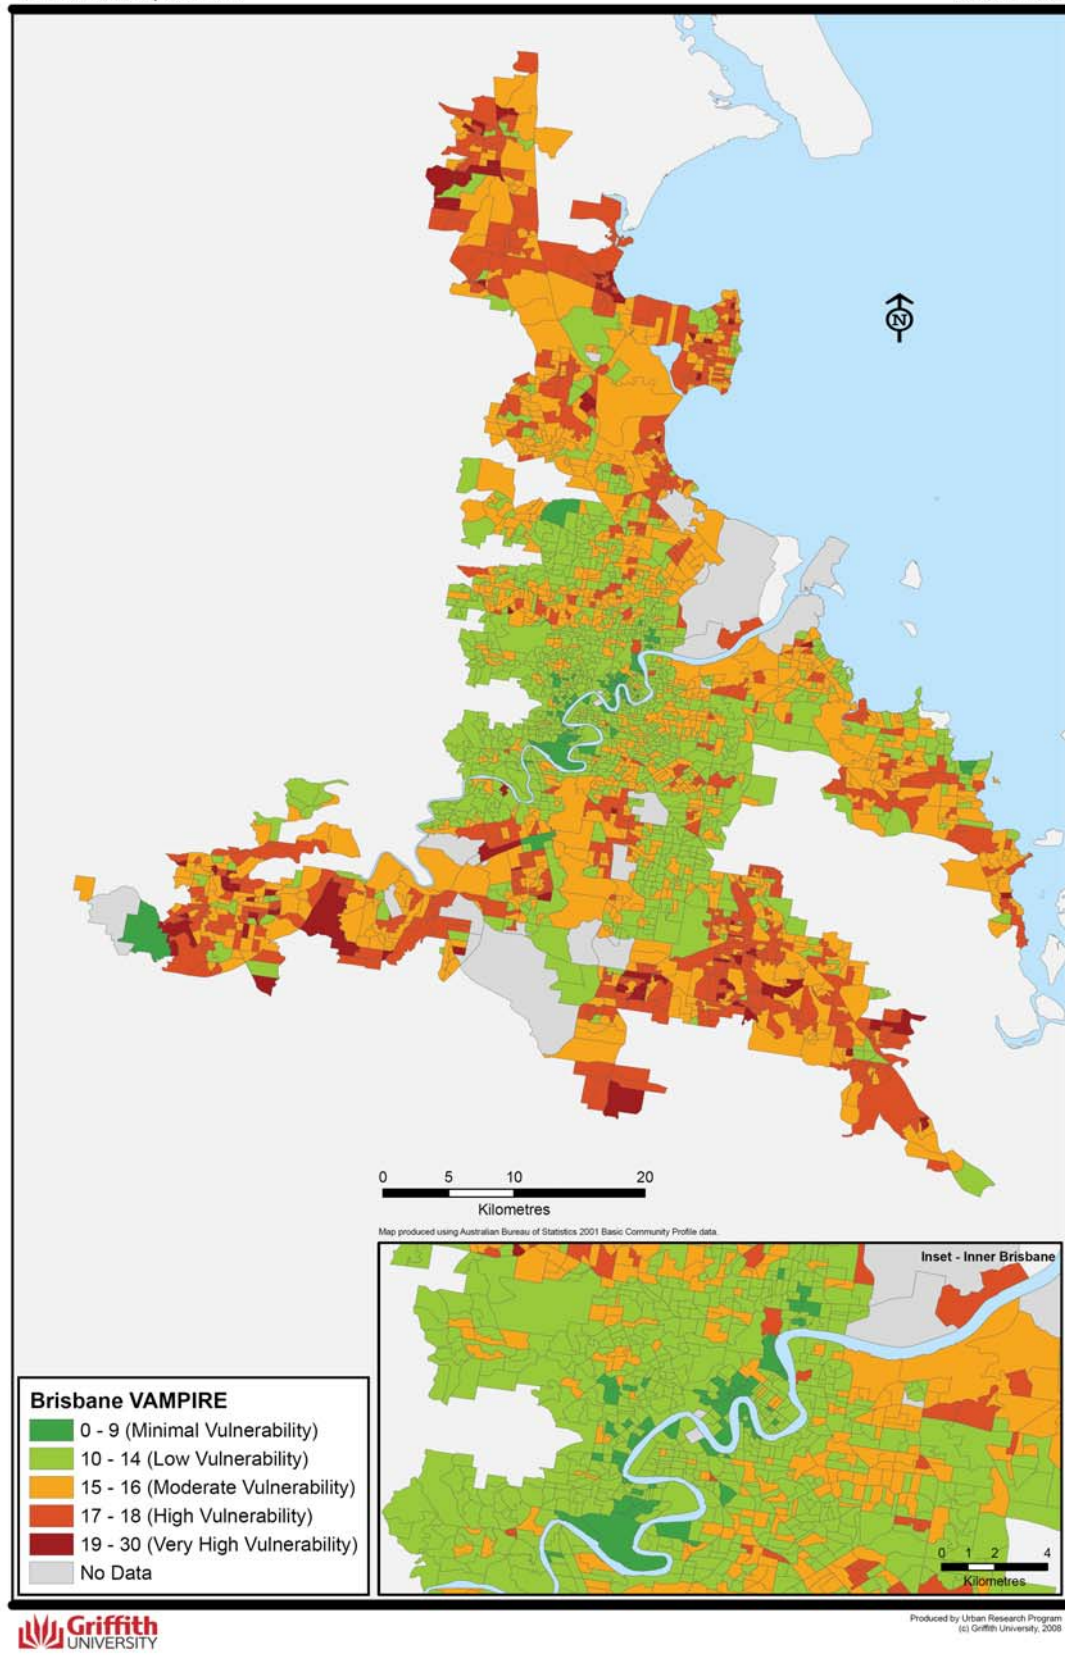 N
0 5 10 20
Kilometres
Map produced using Australian Bureau of Statistics 2001 Basic Community Profile data.
Inset - Inner Brisbane
0 1 2 4
Kilometres
Brisbane VAMPIRE
0 - 9 (Minimal Vulnerability)
10 - 14 (Low Vulnerability)
15 - 16 (Moderate Vulnerability)
17 - 18 (High Vulnerability)
19 - 30 (Very High Vulnerability)
No Data
Griffith
UNIVERSITY
Produced by Urban Research Program
(c) Griffith University, 2008